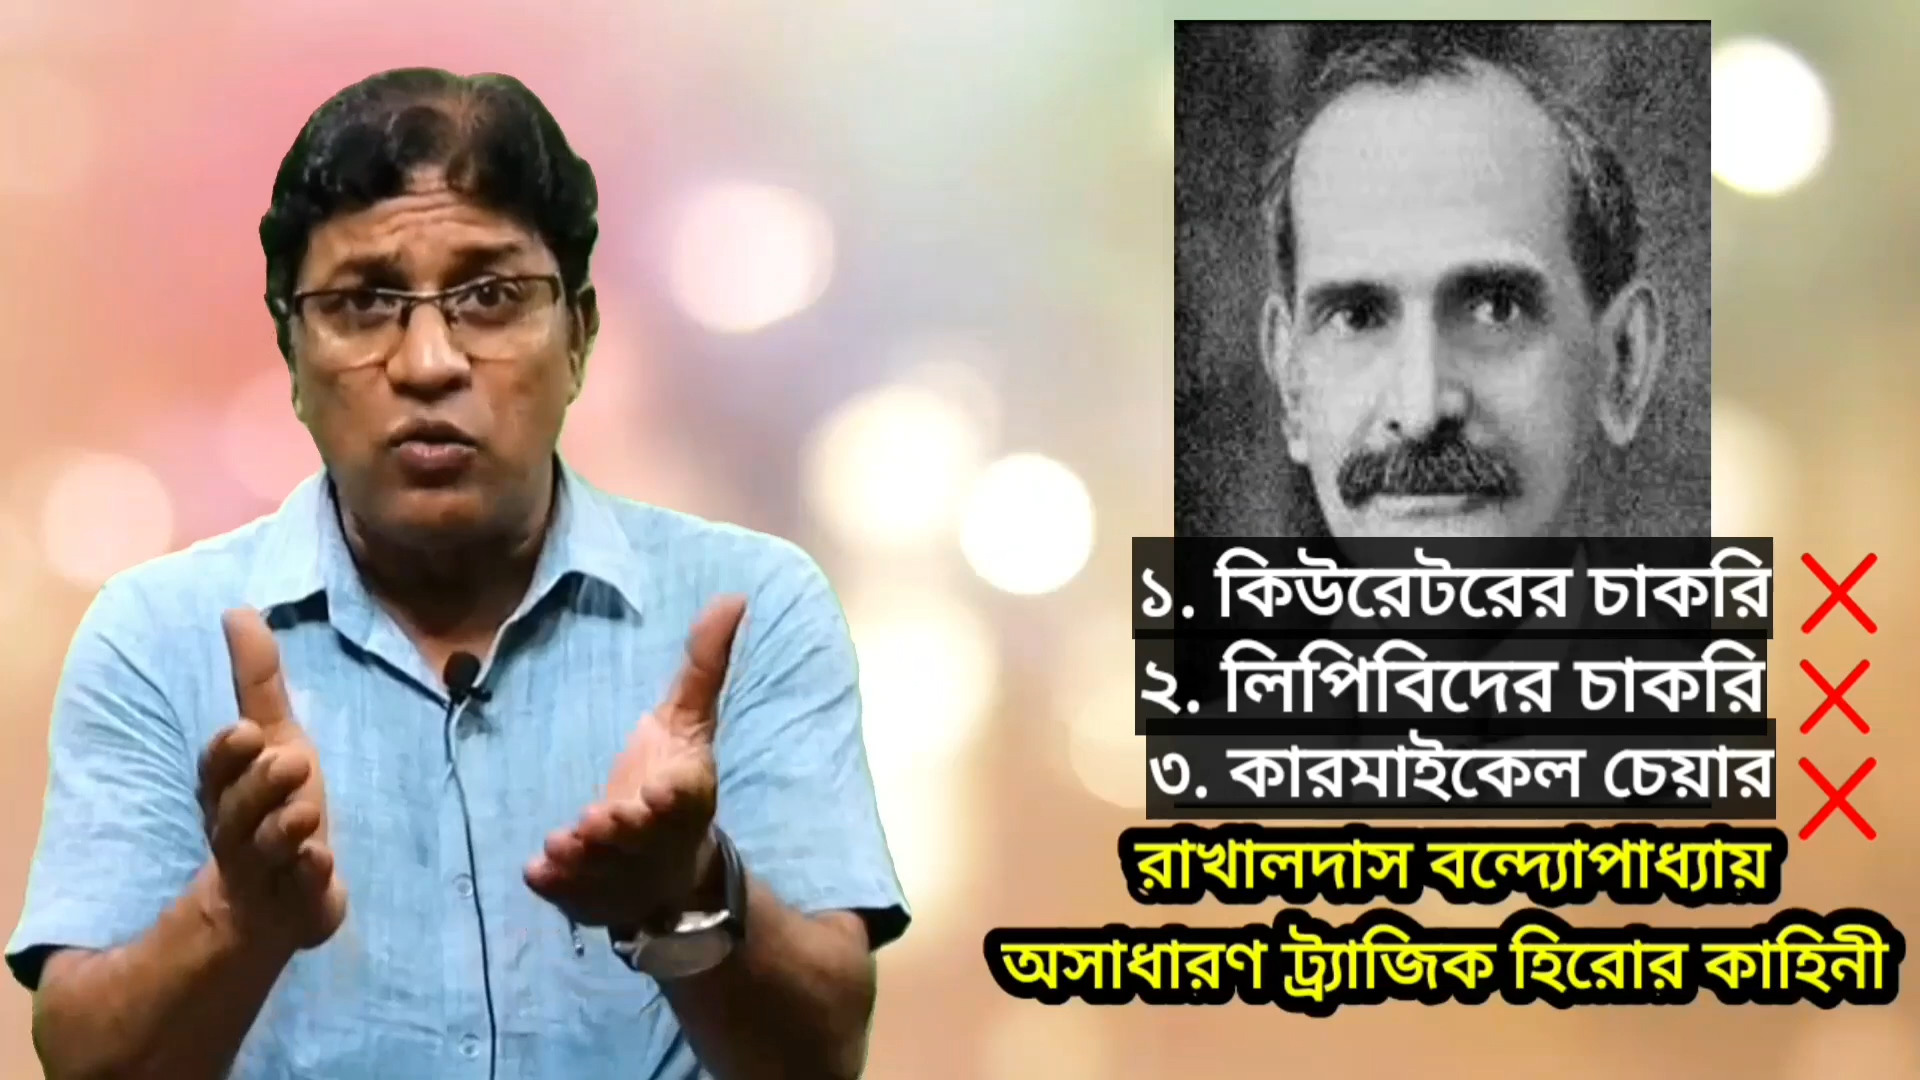 ১. কিউরেটরের চাকরি
২. লিপিবিদের চাকরি
৩. কারমাইকেল চেয়ার
রাখালদাস বন্দ্যোপাধ্যায়
অসাধারণ ট্র্যাজিক হিরোর কাহিনী